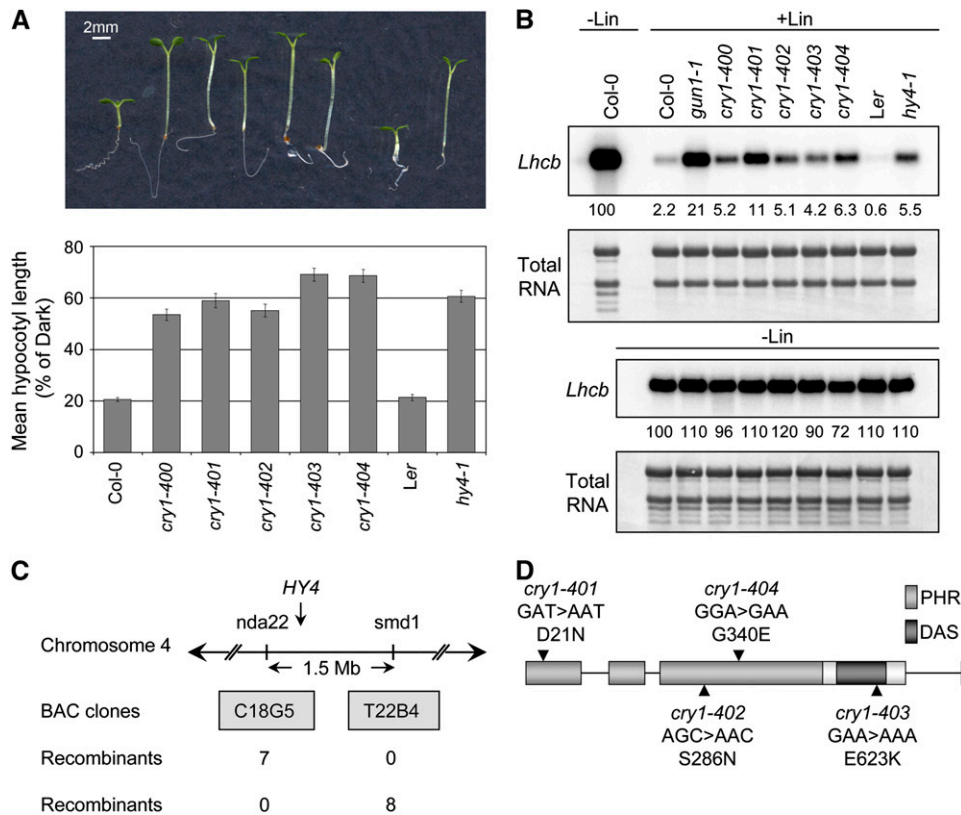 A
2mm
Mean hypocotyl length
(% of Dark)
80
60
40
20
0
Col-0
cry1-400
cry1-401
cry1-402
cry1-403
cry1-404
Ler
hy4-1
B
-Lin
+Lin
Col-0
Col-0
gun1-1
cry1-400
cry1-401
cry1-402
cry1-403
cry1-404
Ler
hy4-1
Lhcb
100 2.2 21 5.2 11 5.1 4.2 6.3 0.6 5.5
Total
RNA
-Lin
Lhcb
100 110 96 110 120 90 72 110 110
Total
RNA
C
HY4
nda22 smd1
Chromosome 4
1.5 Mb
BAC clones C18G5 T22B4
Recombinants 7 0
Recombinants 0 8
D
cry1-401
GAT>AAT
D21N
cry1-404
GGA>GAA
G340E
PHR
DAS
cry1-402
AGC>AAC
S286N
cry1-403
GAA>AAA
E623K